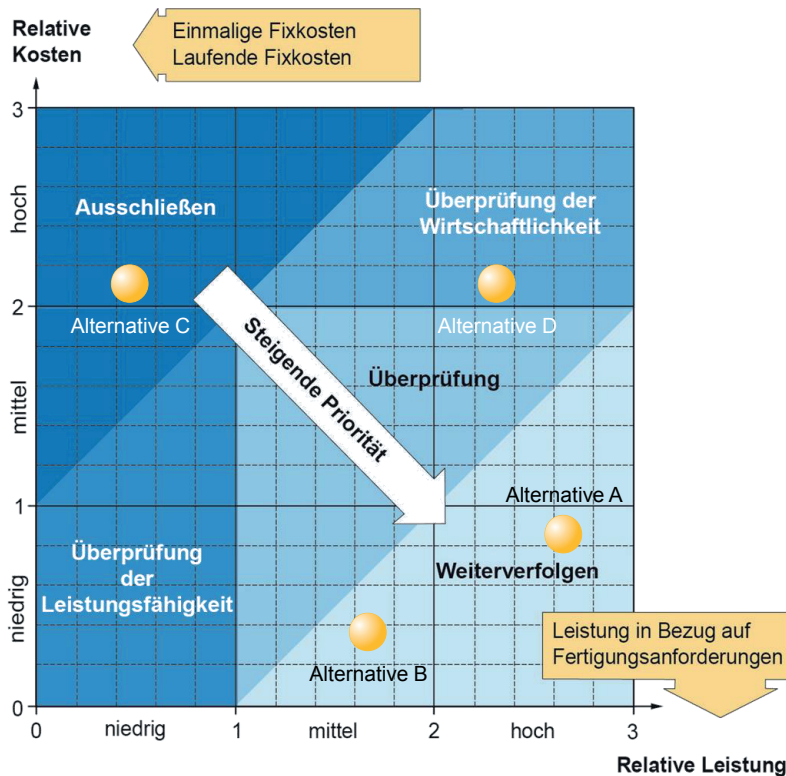 Relative
Kosten
Einmalige Fixkosten
Laufende Fixkosten
3
hoch
Ausschließen
Überprüfung der
Wirtschaftlichkeit
2
Alternative C
Alternative D
Steigende Priorität
mittel
Überprüfung
1
Alternative A
Überprüfung
der
Leistungsfähigkeit
Weiterverfolgen
niedrig
Leistung in Bezug auf
Fertigungsanforderungen
Alternative B
0
0 niedrig 1 mittel 2 hoch 3
Relative Leistung